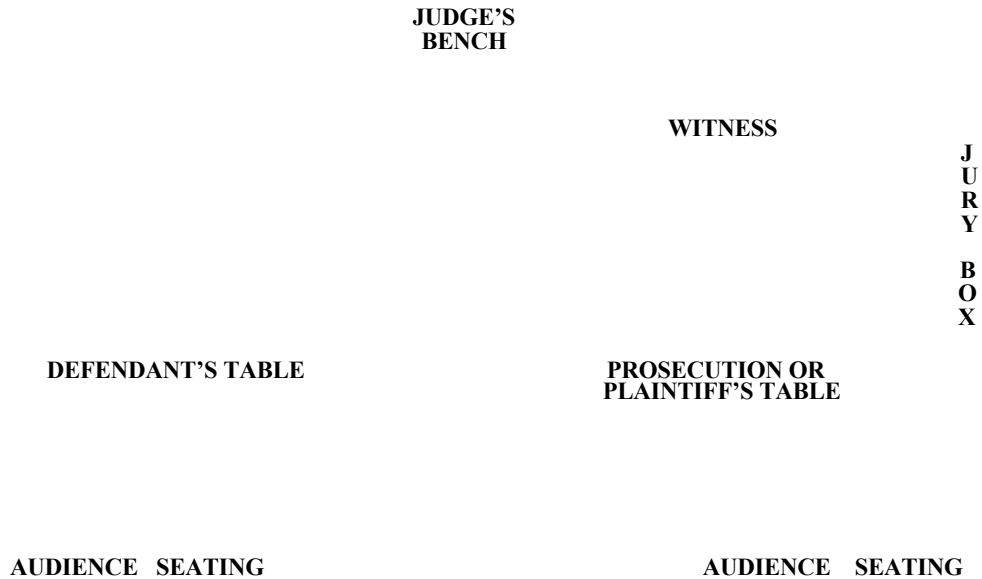 JUDGE’S
BENCH
WITNESS
J
U
R
Y
B
O
X
DEFENDANT’S TABLE
PROSECUTION OR
PLAINTIFF’S TABLE
AUDIENCE SEATING
AUDIENCE SEATING